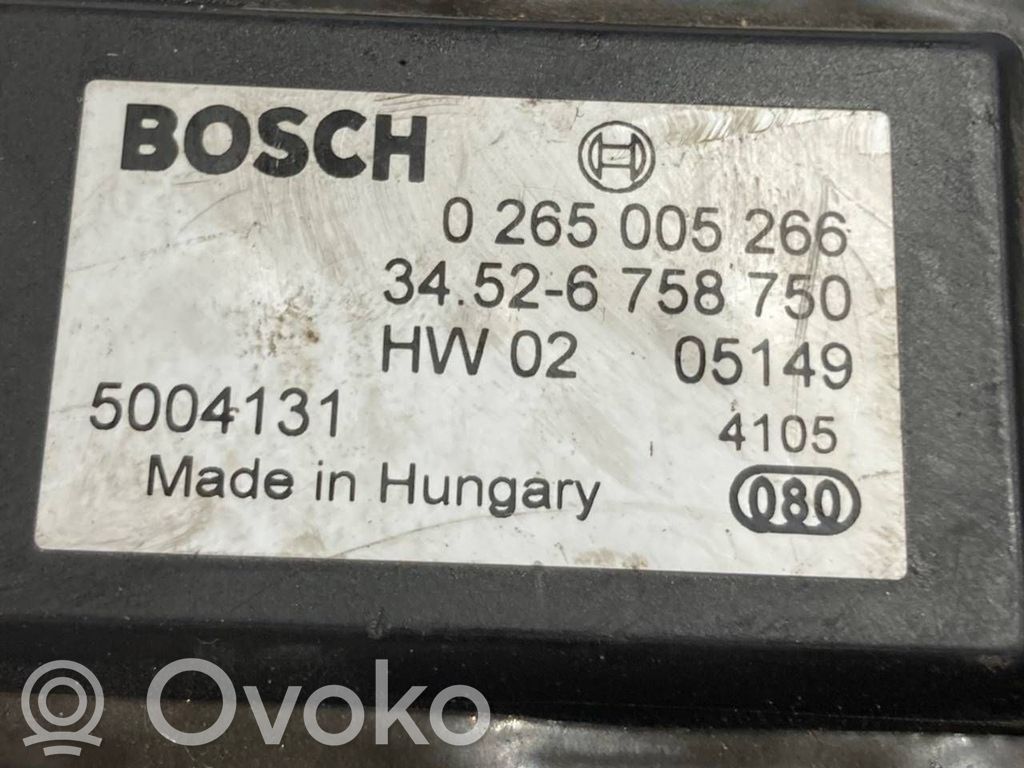 BOSCH
0 265 005 266
34.52-6 758 750
HW 02 05149
5004131 4105
Made in Hungary 080
Ovoko